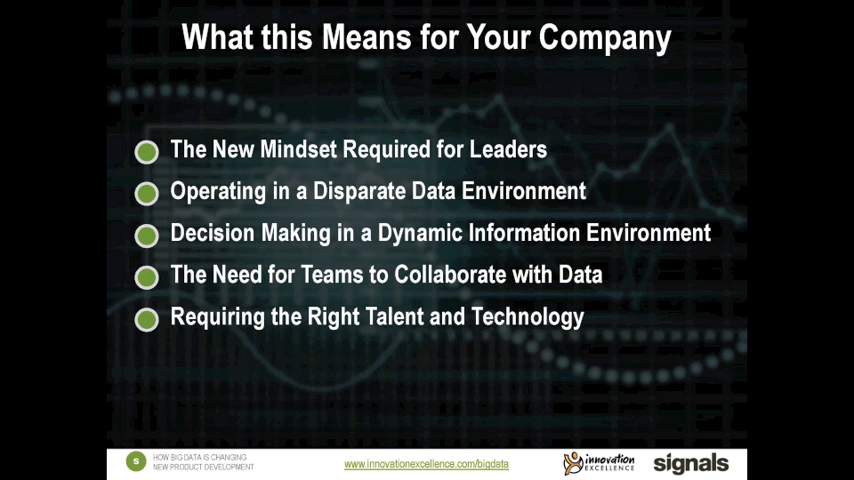 What this Means for Your Company
The New Mindset Required for Leaders
Operating in a Disparate Data Environment
Decision Making in a Dynamic Information Environment
The Need for Teams to Collaborate with Data
Requiring the Right Talent and Technology
s
HOW BIG DATA IS CHANGING
NEW PRODUCT DEVELOPMENT
www.innovationexcellence.com/bigdata
innovation
EXCELLENCE
signals